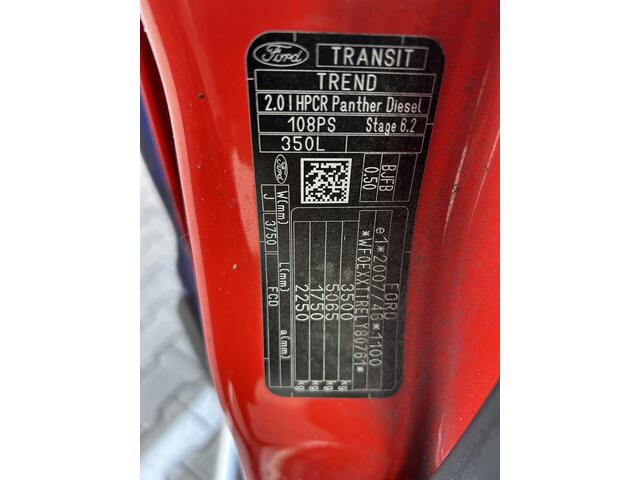 Ford TRANSIT
TREND
2.0l HPCR Panther Diesel
108PS Stage 6.2
350L
Ford
BJFB
0.50
FORD
e1*2007/46*1100
*WF0EXXTTRELY80761*
3500 kg
5065 kg
1750 kg
2250 kg
W(mm) L(mm) a(mm)
J 3750 FCD